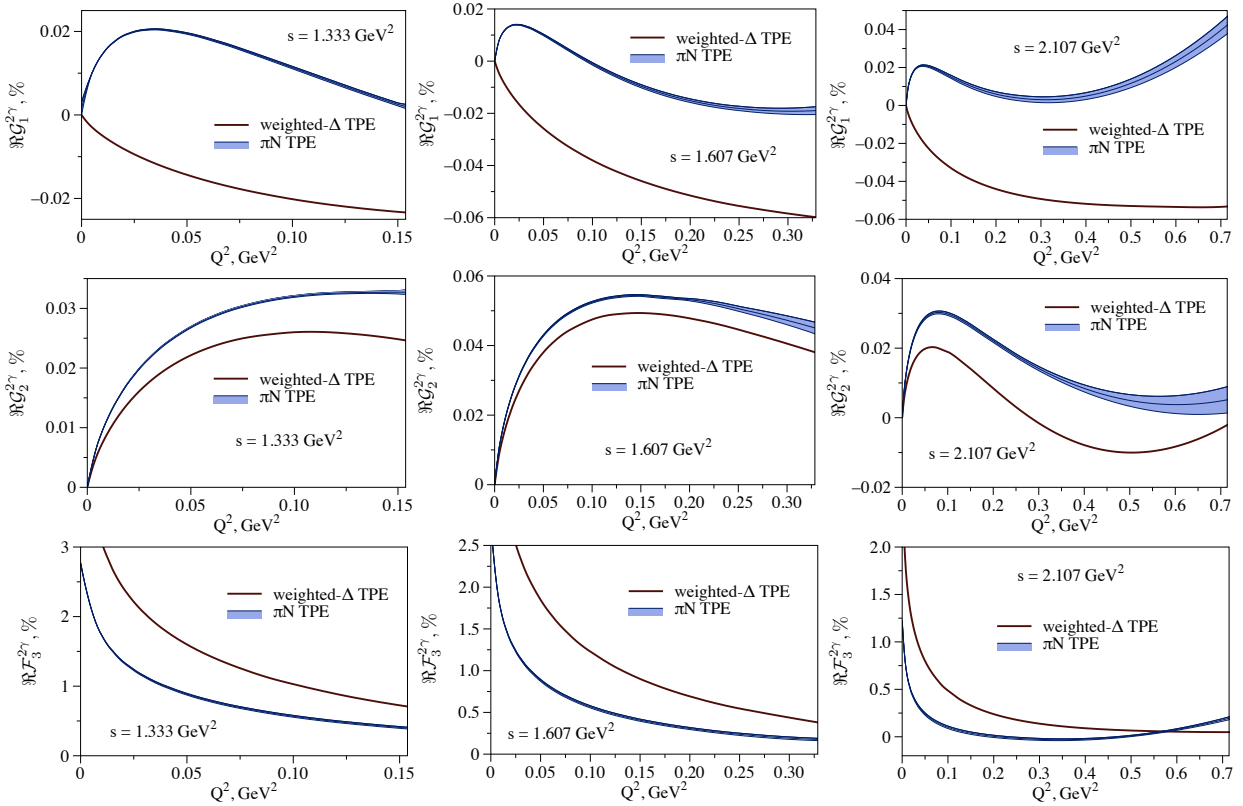 ℜ𝒢₁²ᵞ, %
0.02
0
−0.02
s = 1.333 GeV²
weighted-Δ TPE
πN TPE
0 0.05 0.10 0.15
Q², GeV²
ℜ𝒢₁²ᵞ, %
0.02
0
−0.02
−0.04
−0.06
weighted-Δ TPE
πN TPE
s = 1.607 GeV²
0 0.05 0.10 0.15 0.20 0.25 0.30
Q², GeV²
ℜ𝒢₁²ᵞ, %
0.04
0.02
0
−0.02
−0.04
−0.06
s = 2.107 GeV²
weighted-Δ TPE
πN TPE
0 0.1 0.2 0.3 0.4 0.5 0.6 0.7
Q², GeV²
ℜ𝒢₂²ᵞ, %
0.03
0.02
0.01
0
weighted-Δ TPE
πN TPE
s = 1.333 GeV²
0 0.05 0.10 0.15
Q², GeV²
ℜ𝒢₂²ᵞ, %
0.06
0.04
0.02
0
weighted-Δ TPE
πN TPE
s = 1.607 GeV²
0 0.05 0.10 0.15 0.20 0.25 0.30
Q², GeV²
ℜ𝒢₂²ᵞ, %
0.04
0.02
0
−0.02
weighted-Δ TPE
πN TPE
s = 2.107 GeV²
0 0.1 0.2 0.3 0.4 0.5 0.6 0.7
Q², GeV²
ℜℱ₃²ᵞ, %
3
2
1
0
weighted-Δ TPE
πN TPE
s = 1.333 GeV²
0 0.05 0.10 0.15
Q², GeV²
ℜℱ₃²ᵞ, %
2.5
2.0
1.5
1.0
0.5
0
weighted-Δ TPE
πN TPE
s = 1.607 GeV²
0 0.05 0.10 0.15 0.20 0.25 0.30
Q², GeV²
ℜℱ₃²ᵞ, %
2.0
1.5
1.0
0.5
0
s = 2.107 GeV²
weighted-Δ TPE
πN TPE
0 0.1 0.2 0.3 0.4 0.5 0.6 0.7
Q², GeV²